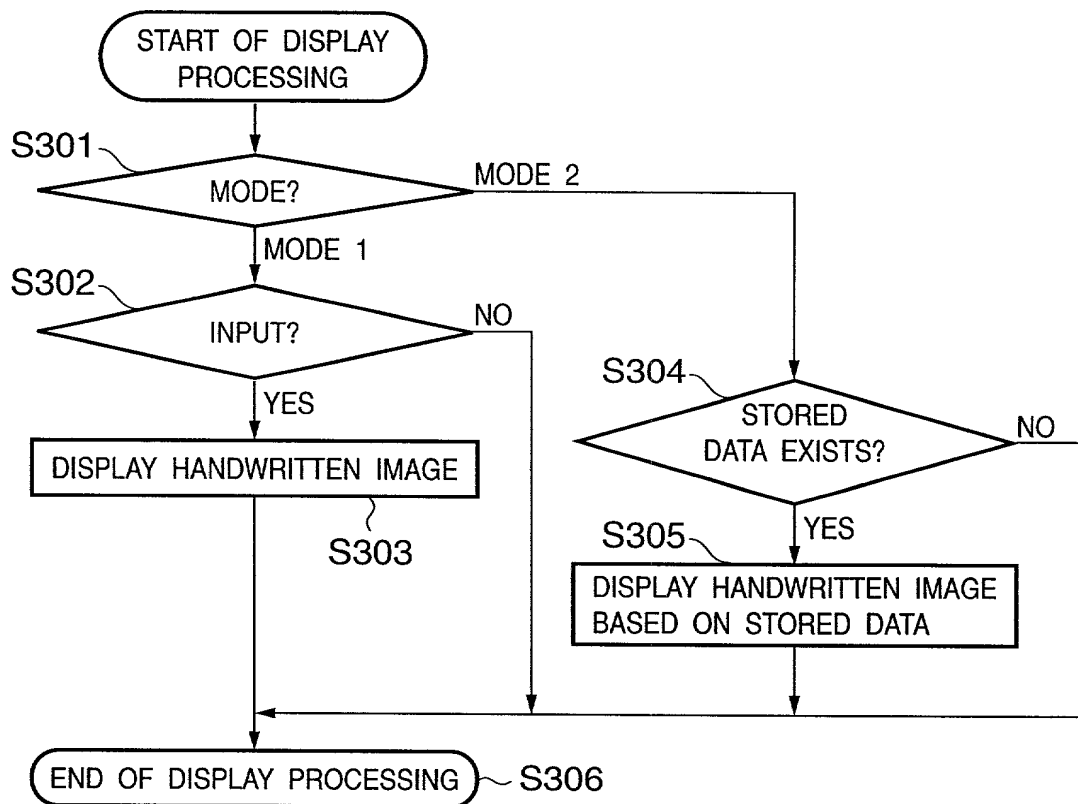 START OF DISPLAY
PROCESSING
S301
MODE?
MODE 2
MODE 1
S302
INPUT?
NO
YES
DISPLAY HANDWRITTEN IMAGE
S303
S304
STORED
DATA EXISTS?
NO
YES
S305
DISPLAY HANDWRITTEN IMAGE
BASED ON STORED DATA
END OF DISPLAY PROCESSING
S306